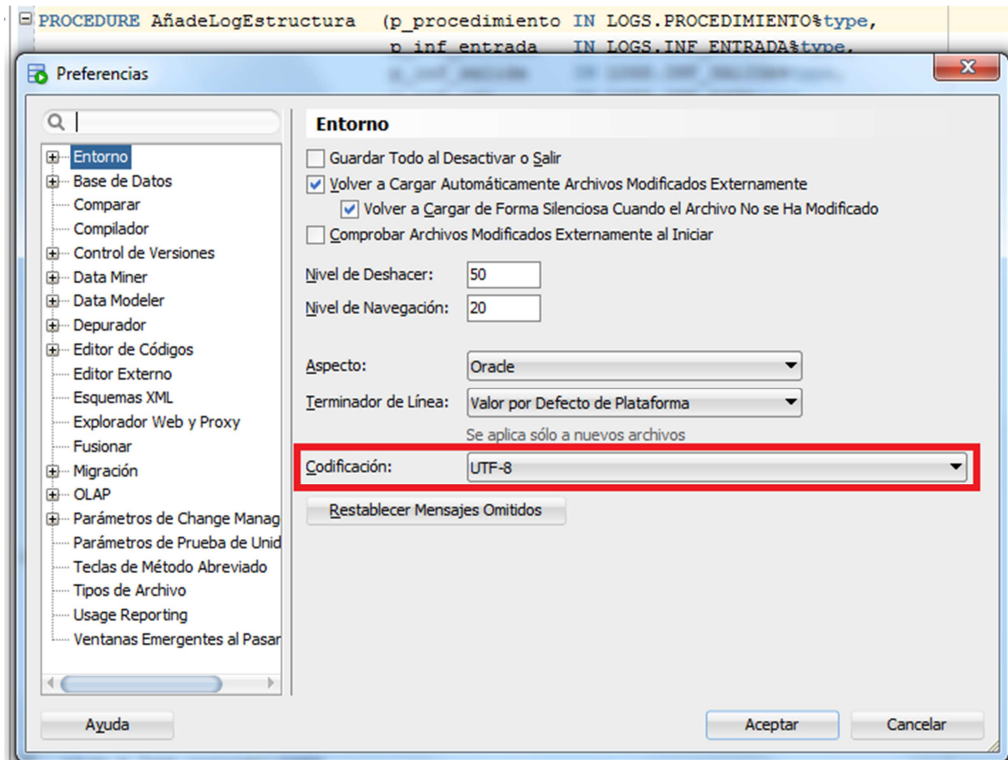 PROCEDURE AñadeLogEstructura (p_procedimiento IN LOGS.PROCEDIMIENTO%type,
p_inf_entrada IN LOGS.INF_ENTRADA%type,
Preferencias
Entorno
Base de Datos
Comparar
Compilador
Control de Versiones
Data Miner
Data Modeler
Depurador
Editor de Códigos
Editor Externo
Esquemas XML
Explorador Web y Proxy
Fusionar
Migración
OLAP
Parámetros de Change Manag
Parámetros de Prueba de Unid
Teclas de Método Abreviado
Tipos de Archivo
Usage Reporting
Ventanas Emergentes al Pasar
Entorno
Guardar Todo al Desactivar o Salir
Volver a Cargar Automáticamente Archivos Modificados Externamente
Volver a Cargar de Forma Silenciosa Cuando el Archivo No se Ha Modificado
Comprobar Archivos Modificados Externamente al Iniciar
Nivel de Deshacer: 50
Nivel de Navegación: 20
Aspecto: Oracle
Terminador de Línea: Valor por Defecto de Plataforma
Se aplica sólo a nuevos archivos
Codificación: UTF-8
Restablecer Mensajes Omitidos
Ayuda Aceptar Cancelar